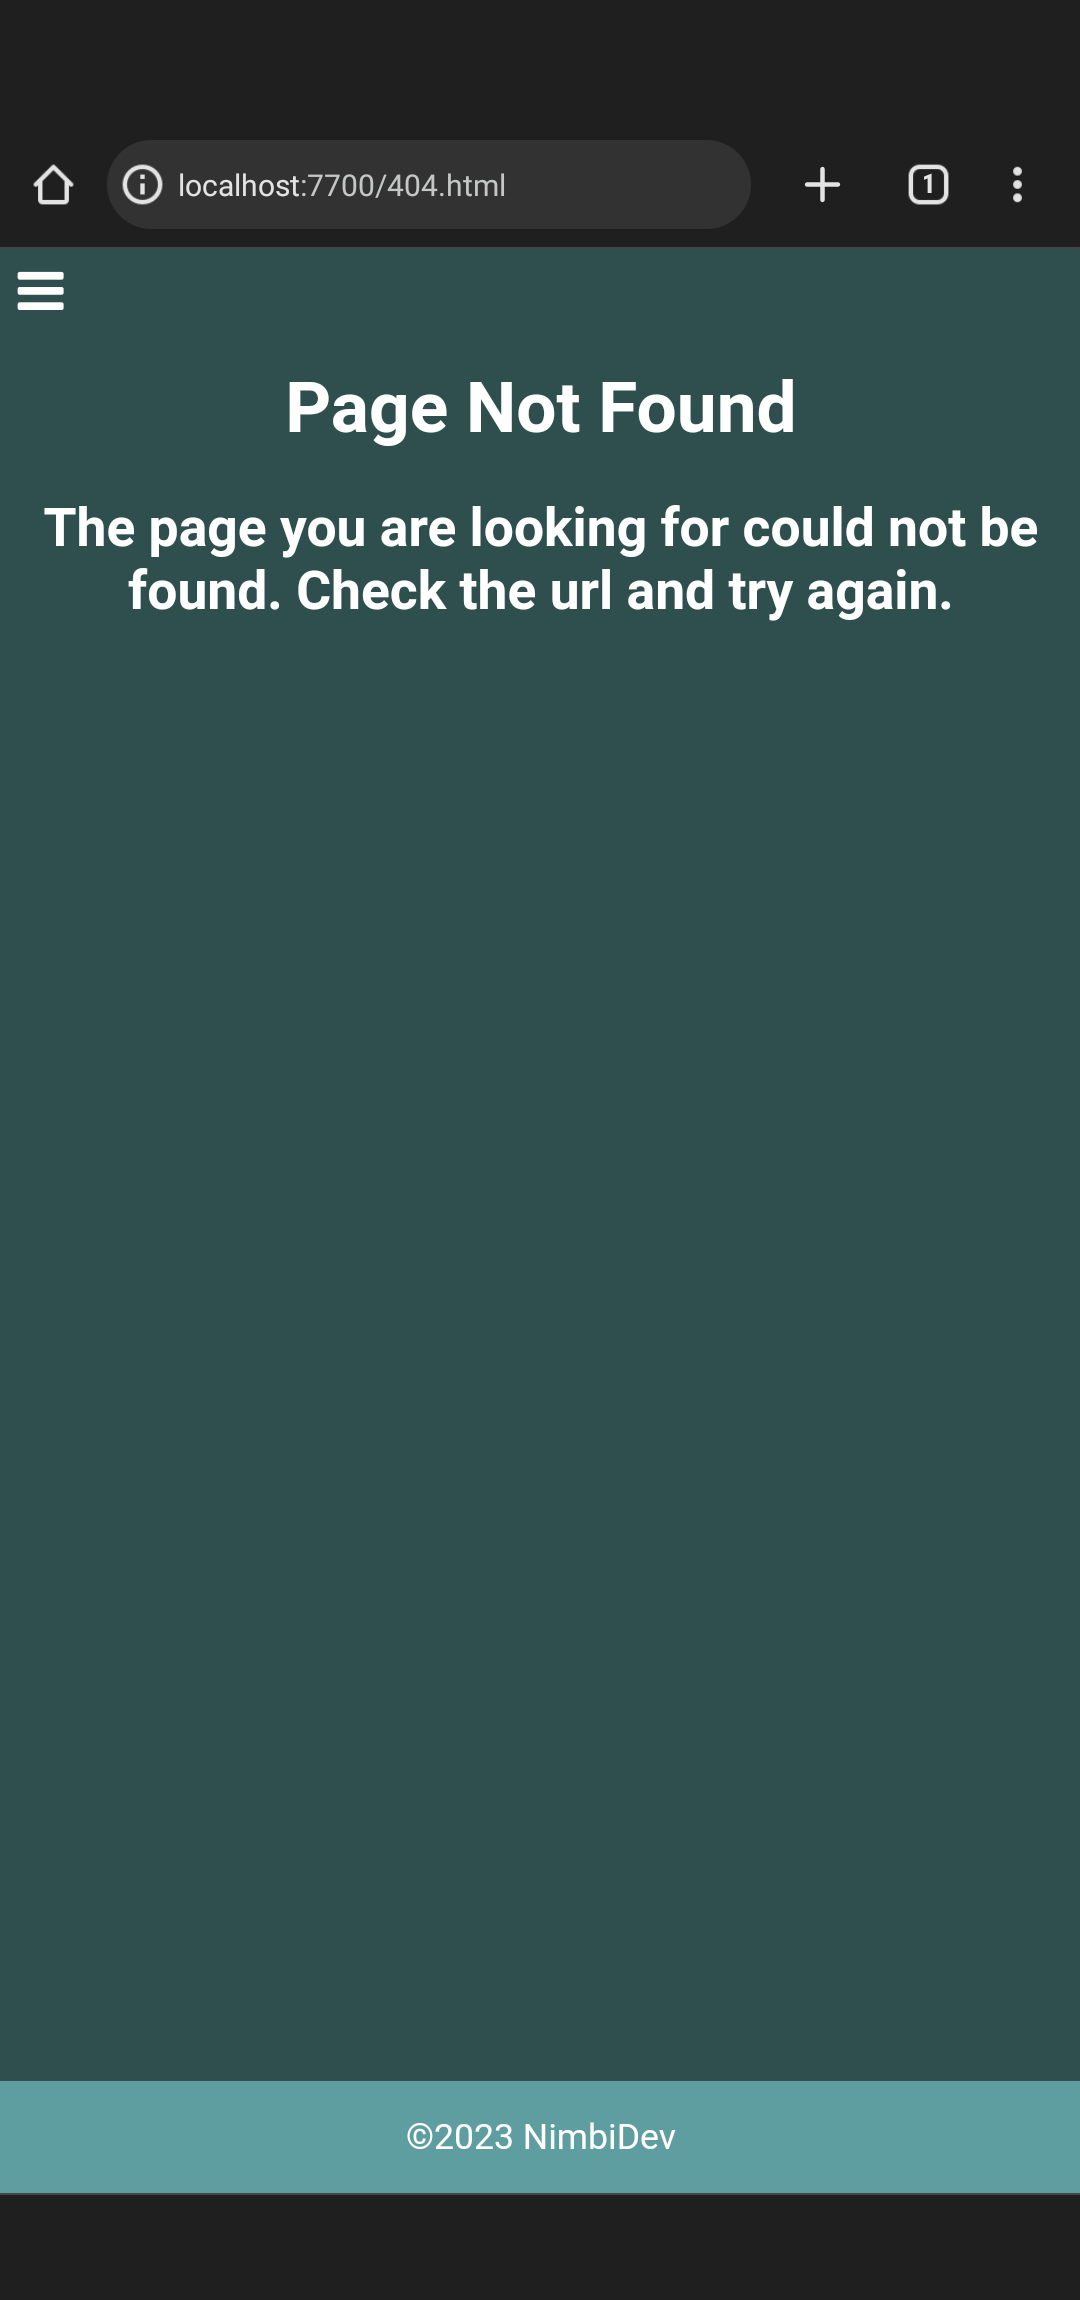 localhost:7700/404.html
1
Page Not Found
The page you are looking for could not be
found. Check the url and try again.
©2023 NimbiDev